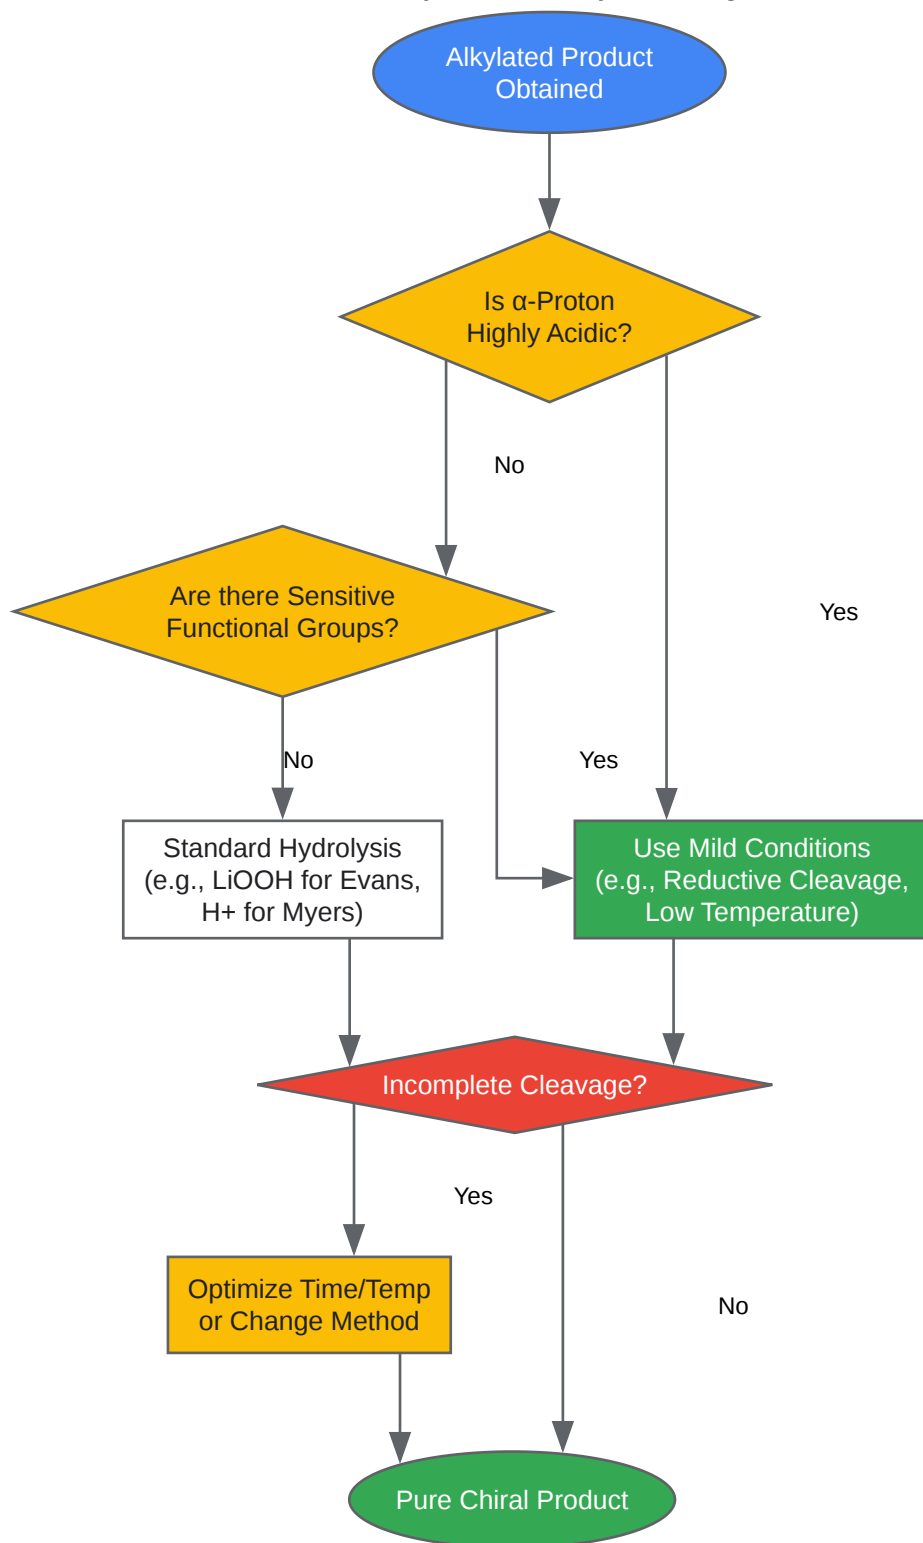 Alkylated Product
Obtained
Is α-Proton
Highly Acidic?
No
Are there Sensitive
Functional Groups?
Yes
No
Yes
Standard Hydrolysis
(e.g., LiOOH for Evans,
H+ for Myers)
Use Mild Conditions
(e.g., Reductive Cleavage,
Low Temperature)
Incomplete Cleavage?
Yes
Optimize Time/Temp
or Change Method
No
Pure Chiral Product